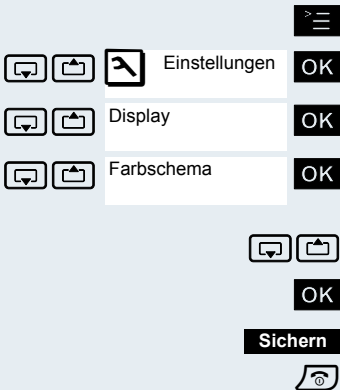 Einstellungen OK
Display OK
Farbschema OK
OK
Sichern